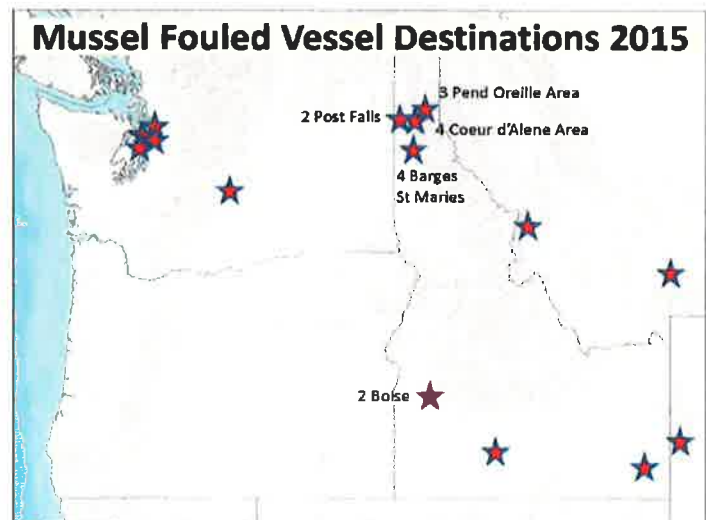 Mussel Fouled Vessel Destinations 2015
3 Pend Oreille Area
2 Post Falls
4 Coeur d'Alene Area
4 Barges
St Maries
2 Boise